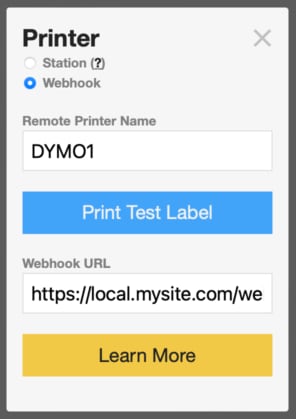 Printer
Station (?)
Webhook
Remote Printer Name
DYMO1
Print Test Label
Webhook URL
https://local.mysite.com/we
Learn More